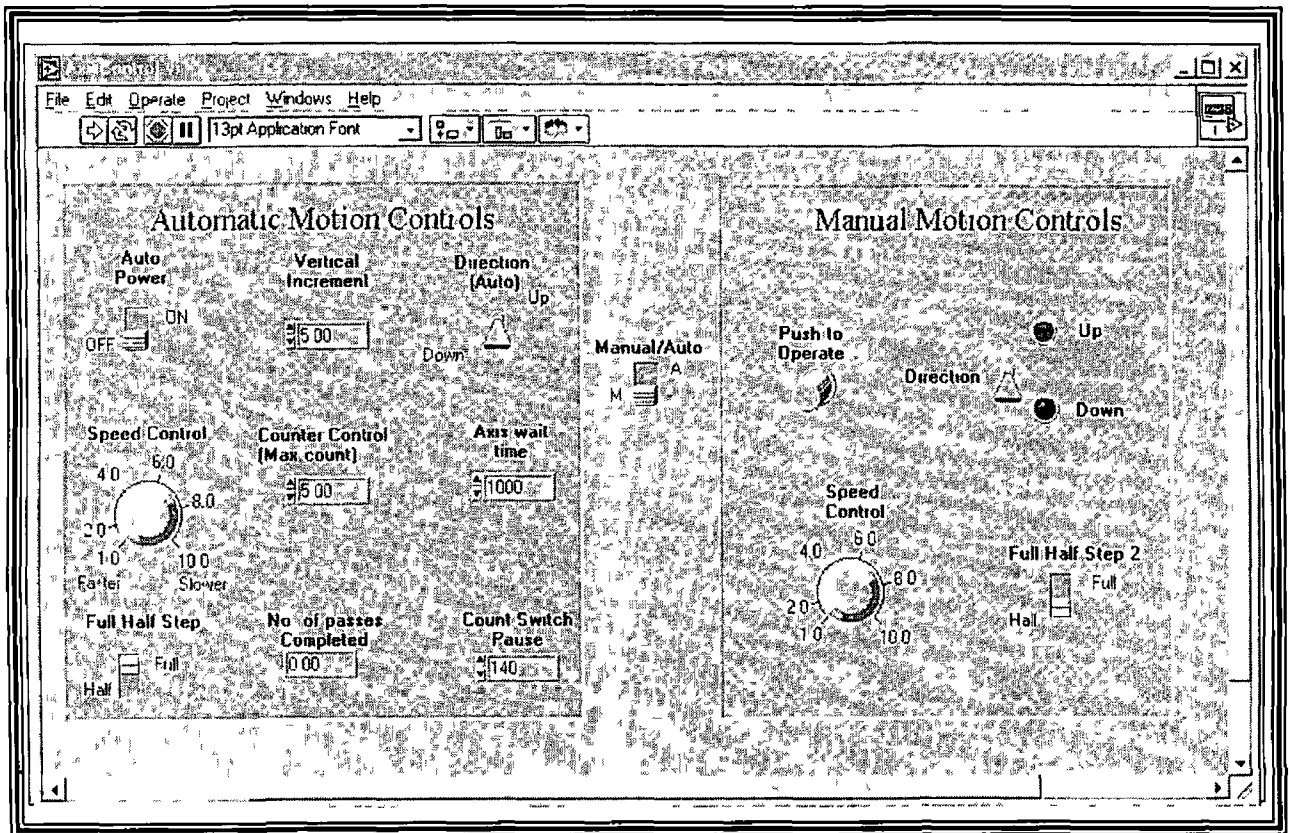 File Edit Operate Project Windows Help
13pt Application Font
Automatic Motion Controls
Auto
Power
ON
OFF
Vertical
Increment
5.00
Direction
(Auto)
Up
Down
Speed Control
1.0
2.0
4.0
6.0
8.0
10.0
Faster
Slower
Counter Control
(Max. count)
5.00
Axis wait
time
1000
Full Half Step
Full
Half
No of passes
Completed
0.00
Count Switch
Pause
140
Manual/Auto
A
M
Manual Motion Controls
Push to
Operate
Direction
Up
Down
Speed
Control
1.0
2.0
4.0
6.0
8.0
10.0
Full Half Step 2
Full
Half